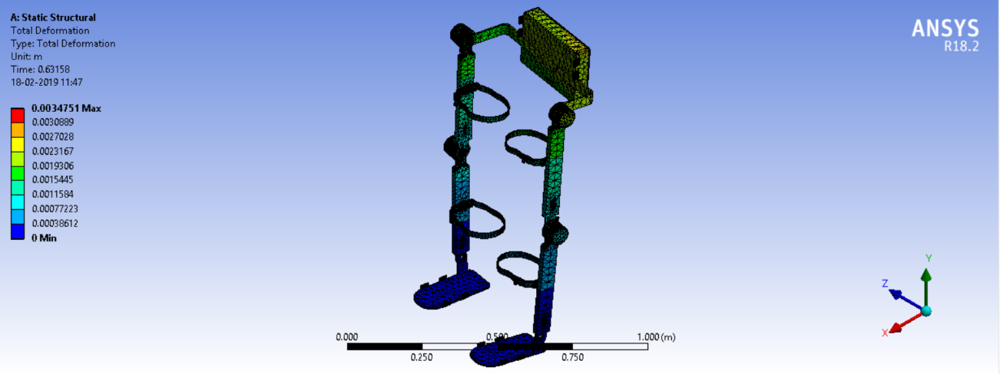 A: Static Structural
Total Deformation
Type: Total Deformation
Unit: m
Time: 0.63158
18-02-2019 11:47
0.0034751 Max
0.0030889
0.0027028
0.0023167
0.0019306
0.0015445
0.0011584
0.00077223
0.00038612
0 Min
ANSYS
R18.2
0.000
0.500
1.000 (m)
0.250
0.750
Y
Z
X